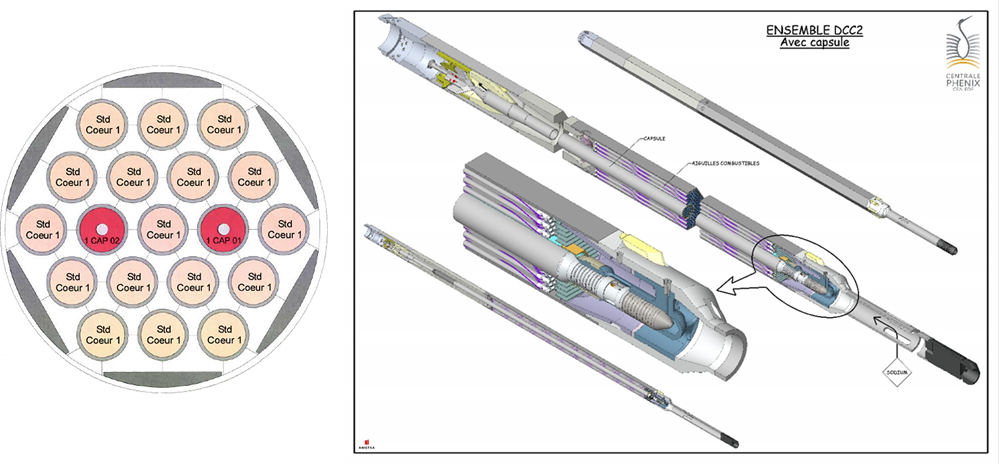 Std
Coeur 1
Std
Coeur 1
Std
Coeur 1
Std
Coeur 1
Std
Coeur 1
Std
Coeur 1
Std
Coeur 1
Std
Coeur 1
1 CAP 02
Std
Coeur 1
1 CAP 01
Std
Coeur 1
Std
Coeur 1
Std
Coeur 1
Std
Coeur 1
Std
Coeur 1
Std
Coeur 1
Std
Coeur 1
Std
Coeur 1
ENSEMBLE DCC2
Avec capsule
CENTRALE
PHENIX
CEA-EDF
CAPSULE
AIGUILLES COMBUSTIBLES
SODIUM